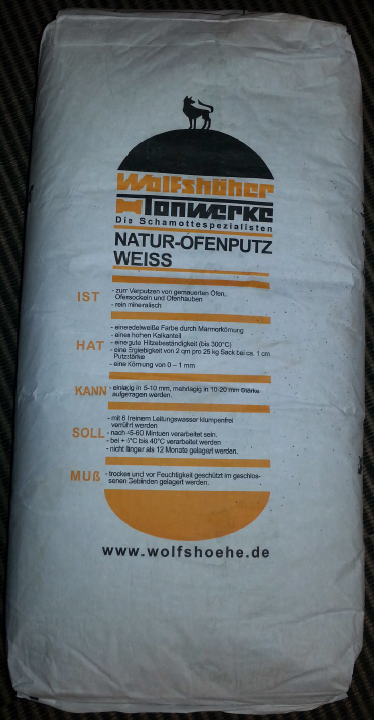 Wolfshöher
Tonwerke
Die Schamottespezialisten
NATUR-OFENPUTZ
WEISS
IST
- zum Verputzen von gemauerten Öfen,
Ofensockeln und Ofenhauben
- rein mineralisch
HAT
- eine edelweiße Farbe durch Marmorkörnung
- einen hohen Kalkanteil
- eine gute Hitzebeständigkeit (bis 300°C)
- eine Ergiebigkeit von 2 qm pro 25 kg Sack bei ca. 1 cm
Putzstärke
- eine Körnung von 0 – 1 mm
KANN
- einlagig in 5-10 mm, mehrlagig in 10-20 mm Stärke
aufgetragen werden.
SOLL
- mit 6 l reinem Leitungswasser klumpenfrei
verrührt werden
- nach 45-60 Mintuen verarbeitet sein.
- bei + 5°C bis 40°C verarbeitet werden
- nicht länger als 12 Monate gelagert werden.
MUß
- trocken und vor Feuchtigkeit geschützt im geschlos-
senen Gebinden gelagert werden.
www.wolfshoehe.de